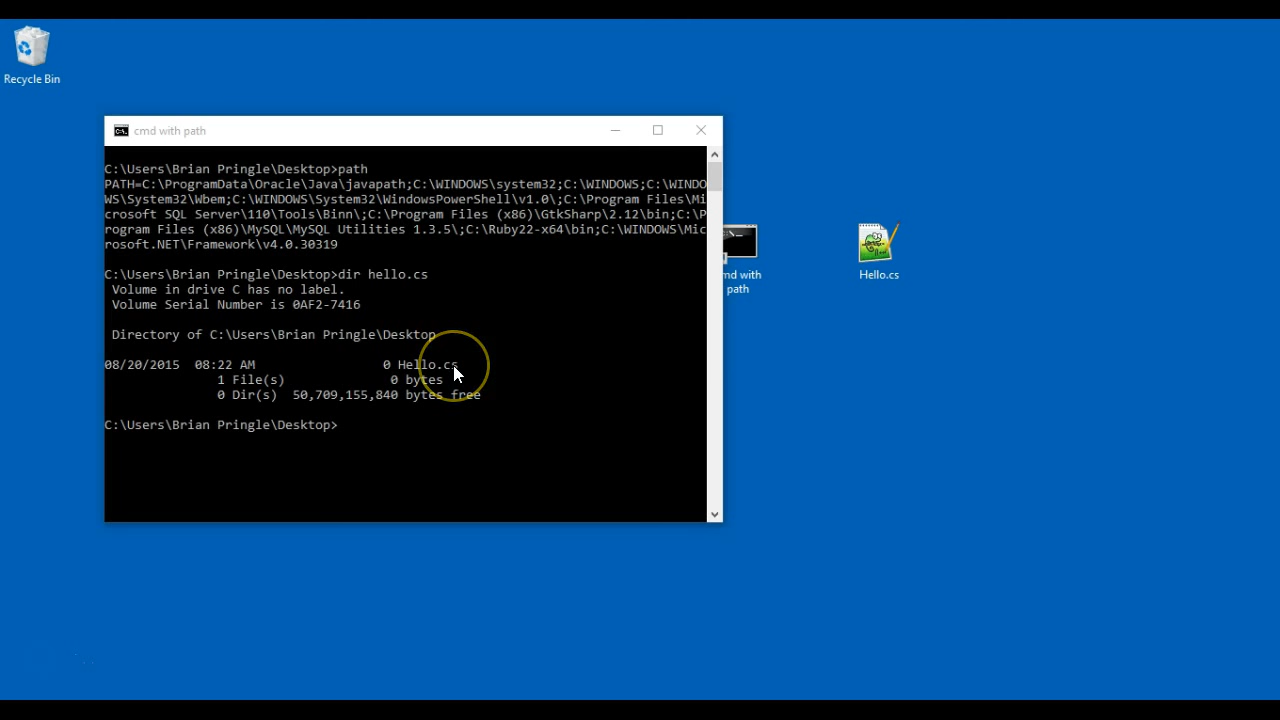 Recycle Bin
cmd with path
C:\Users\Brian Pringle\Desktop>path
PATH=C:\ProgramData\Oracle\Java\javapath;C:\WINDOWS\system32;C:\WINDOWS;C:\WINDO
WS\System32\Wbem;C:\WINDOWS\System32\WindowsPowerShell\v1.0\;C:\Program Files\Mi
crosoft SQL Server\110\Tools\Binn\;C:\Program Files (x86)\GtkSharp\2.12\bin;C:\P
rogram Files (x86)\MySQL\MySQL Utilities 1.3.5\;C:\Ruby22-x64\bin;C:\WINDOWS\Mic
rosoft.NET\Framework\v4.0.30319
C:\Users\Brian Pringle\Desktop>dir hello.cs
Volume in drive C has no label.
Volume Serial Number is 0AF2-7416
Directory of C:\Users\Brian Pringle\Desktop
08/20/2015  08:22 AM                 0 Hello.cs
1 File(s)              0 bytes
0 Dir(s)  50,709,155,840 bytes free
C:\Users\Brian Pringle\Desktop>
md with
path
Hello.cs